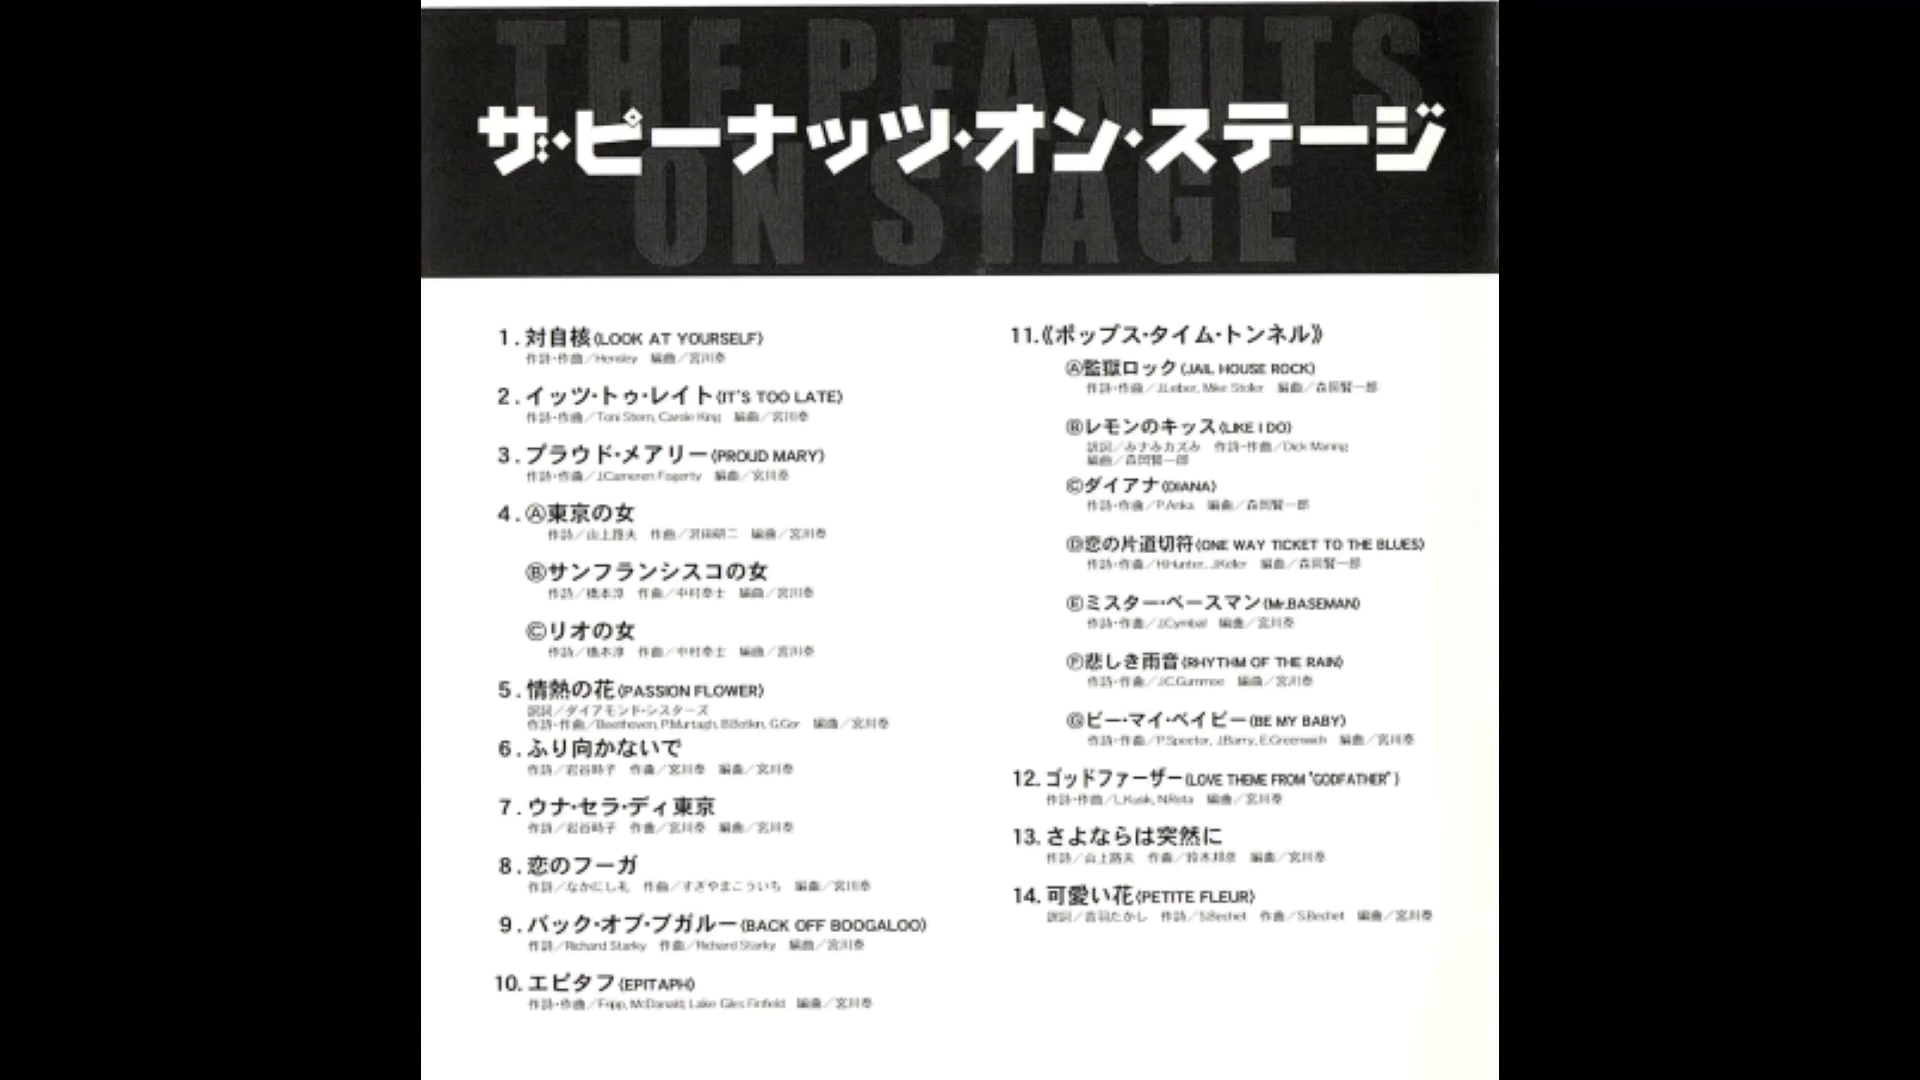 THE PEANUTS
ON STAGE
ザ・ピーナッツ・オン・ステージ
1.対自核(LOOK AT YOURSELF)
作詩・作曲／Hensley 編曲／宮川泰
2.イッツ・トゥ・レイト(IT'S TOO LATE)
作詩・作曲／Toni Stern, Carole King 編曲／宮川泰
3.プラウド・メアリー(PROUD MARY)
作詩・作曲／J.Cameren Fogerty 編曲／宮川泰
4.Ⓐ東京の女
作詩／山上路夫 作曲／沢田研二 編曲／宮川泰
Ⓑサンフランシスコの女
作詩／橋本淳 作曲／中村泰士 編曲／宮川泰
Ⓒリオの女
作詩／橋本淳 作曲／中村泰士 編曲／宮川泰
5.情熱の花(PASSION FLOWER)
訳詞／ダイアモンド・シスターズ
作詩・作曲／Beethoven, P.Murtagh, B.Botkin, G.Gor 編曲／宮川泰
6.ふり向かないで
作詩／岩谷時子 作曲／宮川泰 編曲／宮川泰
7.ウナ・セラ・ディ東京
作詩／岩谷時子 作曲／宮川泰 編曲／宮川泰
8.恋のフーガ
作詩／なかにし礼 作曲／すぎやまこういち 編曲／宮川泰
9.バック・オブ・ブガルー(BACK OFF BOOGALOO)
作詩／Richard Starky 作曲／Richard Starky 編曲／宮川泰
10.エピタフ(EPITAPH)
作詩・作曲／Fripp, McDonald, Lake Giles Finfield 編曲／宮川泰
11.《ポップス・タイム・トンネル》
Ⓐ監獄ロック(JAIL HOUSE ROCK)
作詩・作曲／J.Leiber, Mike Stoller 編曲／森岡賢一郎
Ⓑレモンのキッス(LIKE I DO)
訳詞／みナみカズみ 作詩・作曲／Dick Maning
編曲／森岡賢一郎
Ⓒダイアナ(DIANA)
作詩・作曲／P.Anka 編曲／森岡賢一郎
Ⓓ恋の片道切符(ONE WAY TICKET TO THE BLUES)
作詩・作曲／H.Hunter, J.Keller 編曲／森岡賢一郎
Ⓔミスター・ベースマン(Mr.BASEMAN)
作詩・作曲／J.Cymbal 編曲／宮川泰
Ⓕ悲しき雨音(RHYTHM OF THE RAIN)
作詩・作曲／J.C.Gummoe 編曲／宮川泰
Ⓖビー・マイ・ベイビー(BE MY BABY)
作詩・作曲／P.Spector, J.Barry, E.Greenwich 編曲／宮川泰
12.ゴッドファーザー(LOVE THEME FROM "GODFATHER")
作詩・作曲／L.Kusik, N.Rota 編曲／宮川泰
13.さよならは突然に
作詩／山上路夫 作曲／鈴木邦彦 編曲／宮川泰
14.可愛い花(PETITE FLEUR)
訳詞／音羽たかし 作詩／S.Bechet 作曲／S.Bechet 編曲／宮川泰